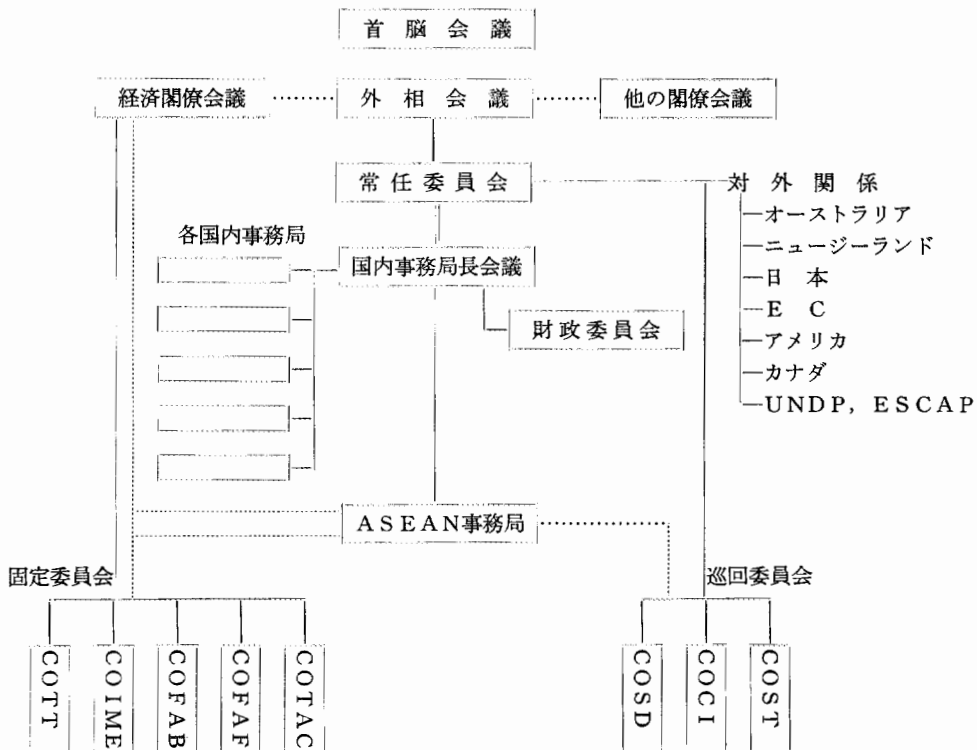 首脳会議
経済閣僚会議
外相会議
他の閣僚会議
常任委員会
対外関係
オーストラリア
ニュージーランド
日本
EC
アメリカ
カナダ
UNDP, ESCAP
各国内事務局
国内事務局長会議
財政委員会
ASEAN事務局
固定委員会
巡回委員会
COTT
COIME
COFAB
COFAF
COTAC
COSD
COCI
COST